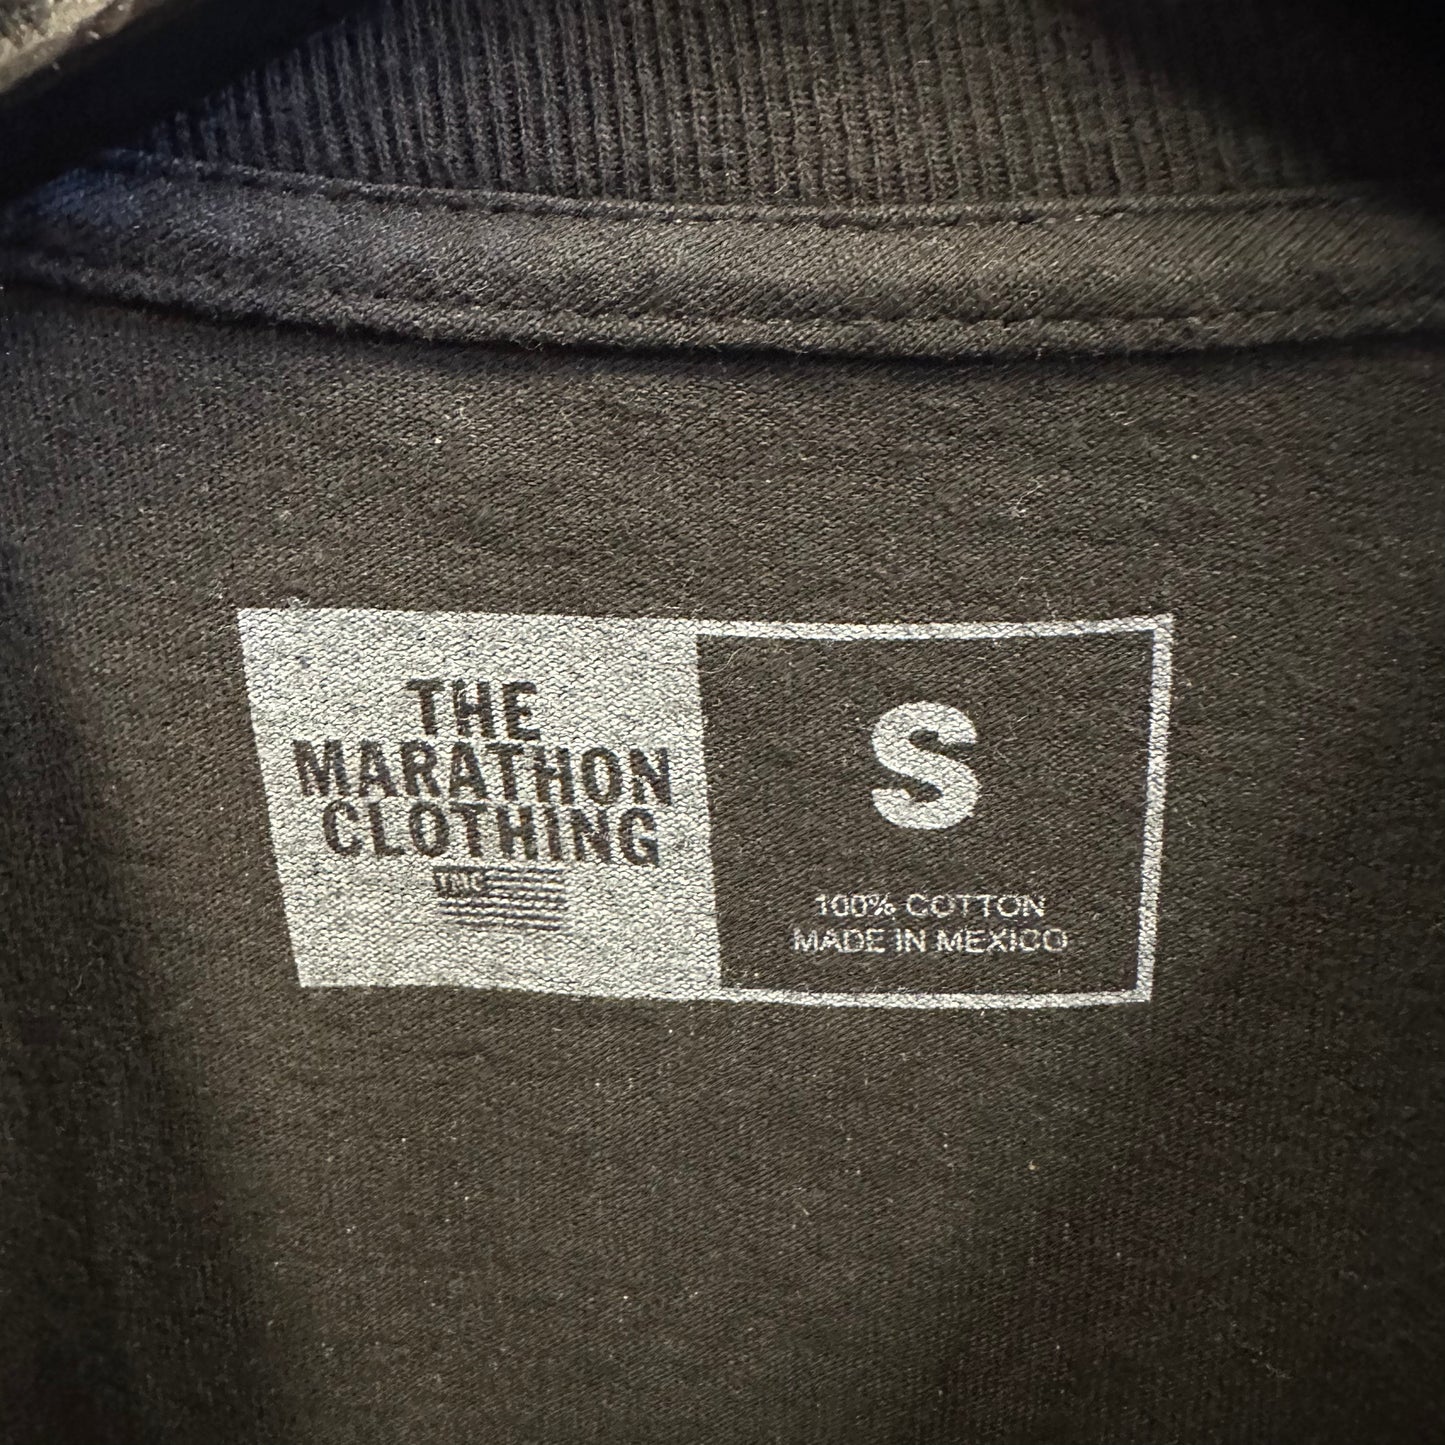 THE
MARATHON
CLOTHING
TMC
S
100% COTTON
MADE IN MEXICO